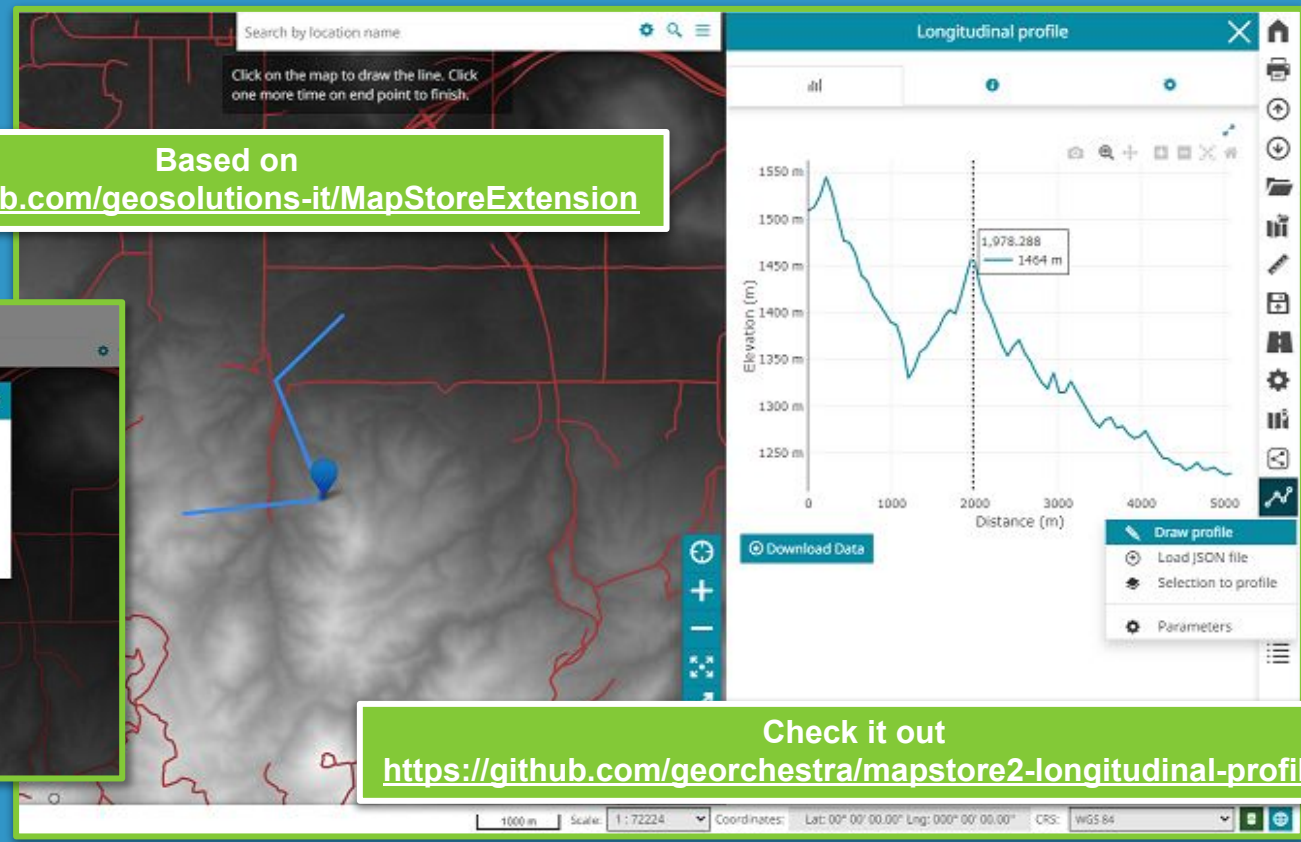 Search by location name
Click on the map to draw the line. Click
one more time on end point to finish.
Based on
b.com/geosolutions-it/MapStoreExtension
Longitudinal profile
1550 m
1500 m
1450 m
1400 m
1350 m
1300 m
1250 m
Elevation (m)
1,978.288
1464 m
0 1000 2000 3000 4000 5000
Distance (m)
Download Data
Draw profile
Load JSON file
Selection to profile
Parameters
Check it out
https://github.com/georchestra/mapstore2-longitudinal-profil
1000 m Scale: 1 : 72224 Coordinates: Lat: 00° 00' 00.00" Lng: 000° 00' 00.00" CRS: WGS 84